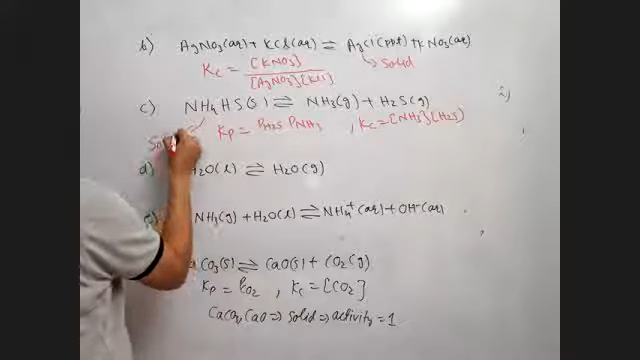 b) AgNO3(aq) + KCl(aq) ⇌ AgCl(ppt) + KNO3(aq)
Kc = [KNO3] / [AgNO3][KCl]
↳ Solid
c) NH4HS(s) ⇌ NH3(g) + H2S(g)
KP = PH2S PNH3 , Kc = [NH3][H2S]
d) H2O(l) ⇌ H2O(g)
NH3(g) + H2O(l) ⇌ NH4+(aq) + OH-(aq)
CO3(s) ⇌ CaO(s) + CO2(g)
KP = PCO2 , Kc = [CO2]
CaCO3, CaO ⇒ Solid ⇒ activity = 1